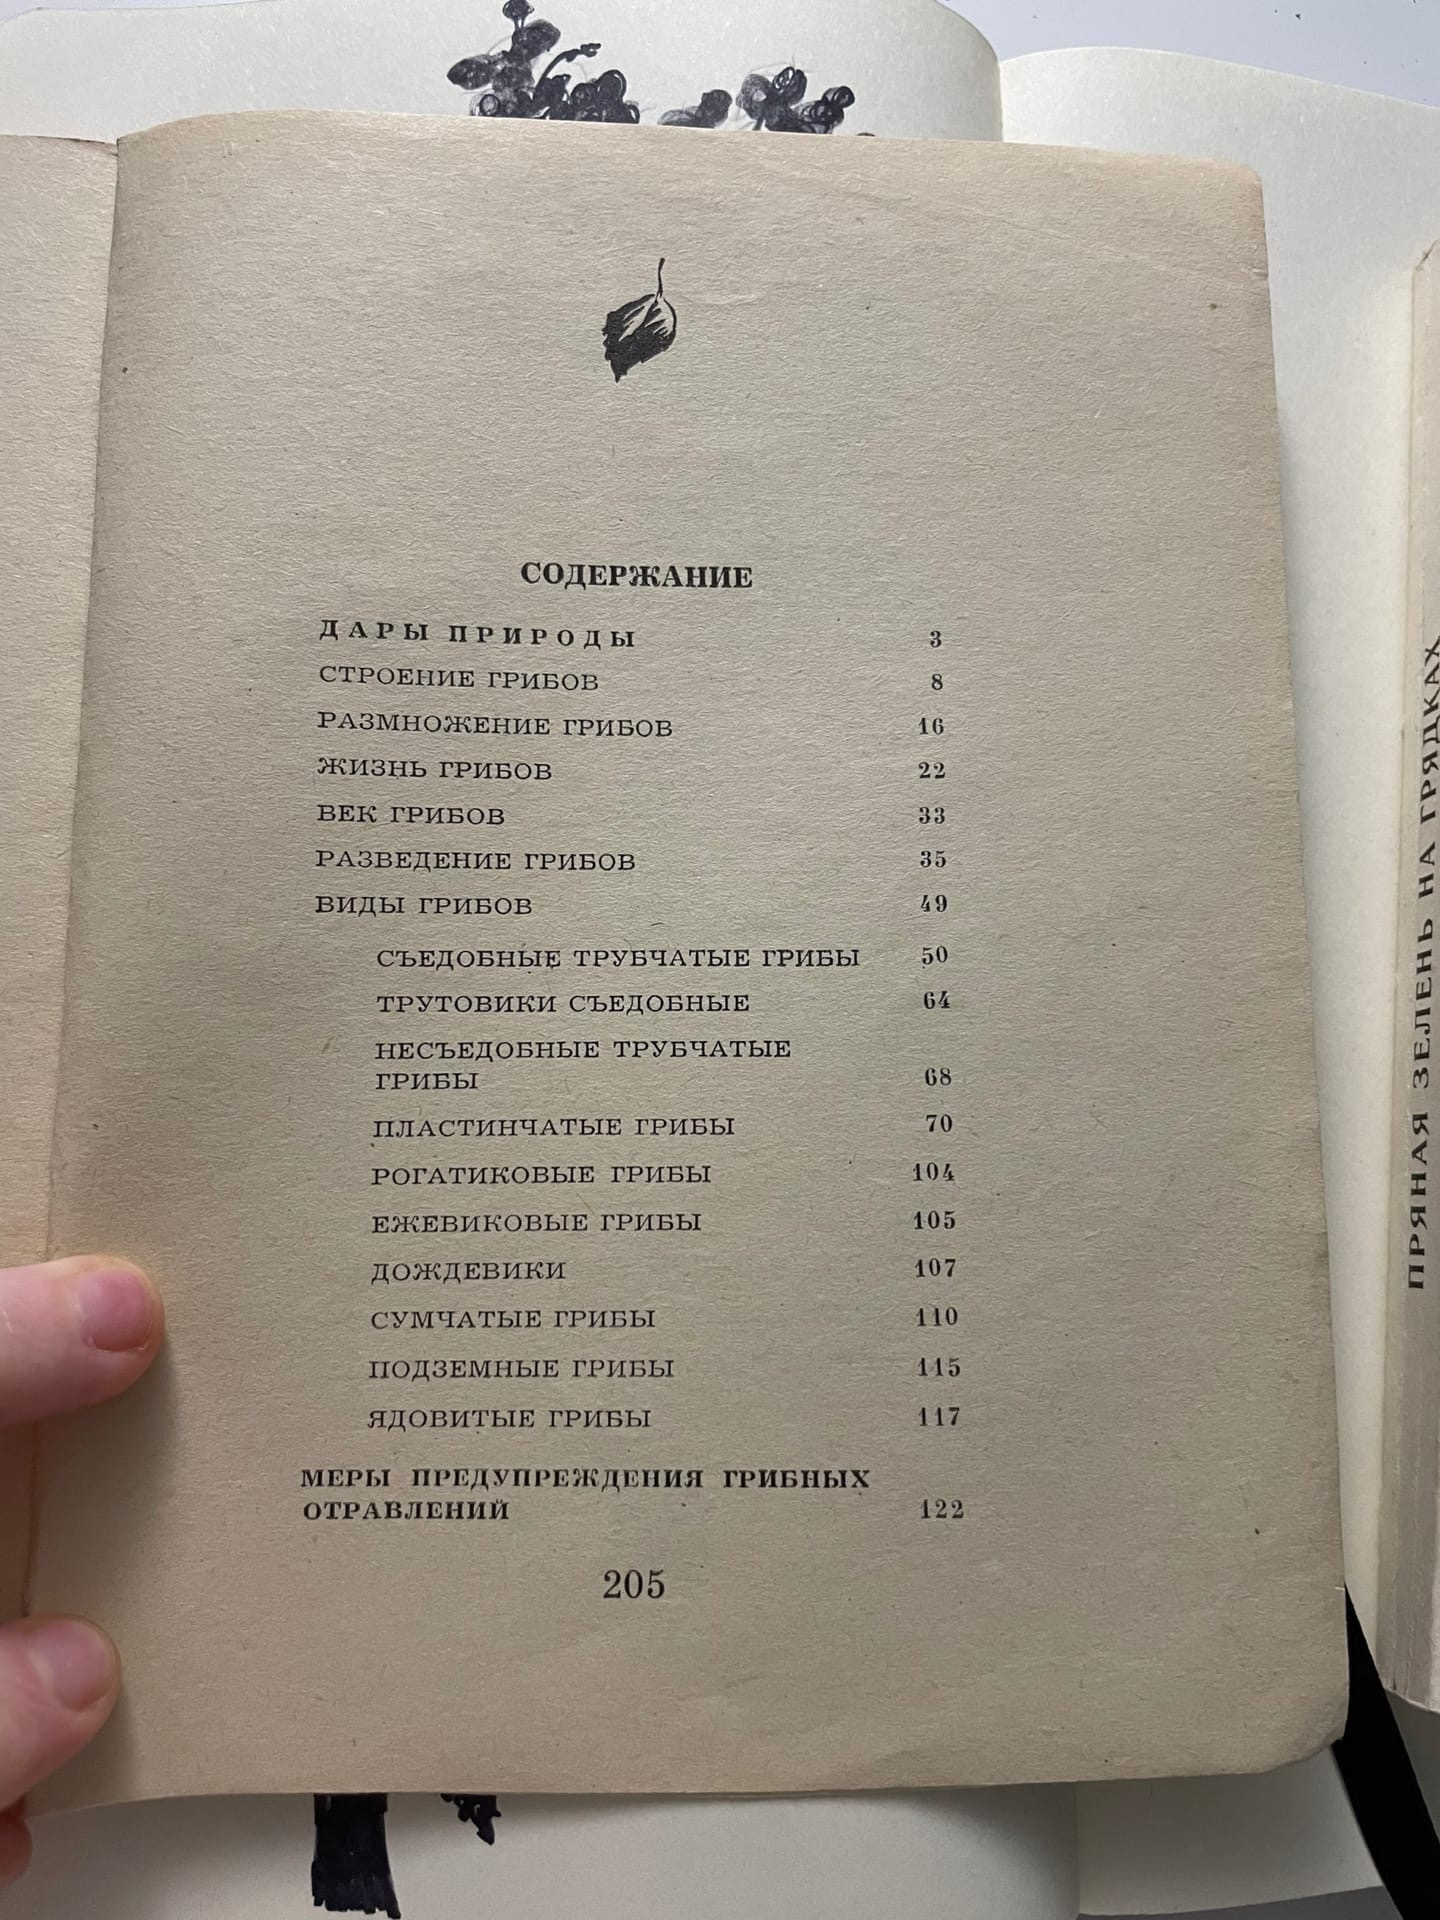 СОДЕРЖАНИЕ
ДАРЫ ПРИРОДЫ 3
СТРОЕНИЕ ГРИБОВ 8
РАЗМНОЖЕНИЕ ГРИБОВ 16
ЖИЗНЬ ГРИБОВ 22
ВЕК ГРИБОВ 33
РАЗВЕДЕНИЕ ГРИБОВ 35
ВИДЫ ГРИБОВ 49
СЪЕДОБНЫЕ ТРУБЧАТЫЕ ГРИБЫ 50
ТРУТОВИКИ СЪЕДОБНЫЕ 64
НЕСЪЕДОБНЫЕ ТРУБЧАТЫЕ
ГРИБЫ 68
ПЛАСТИНЧАТЫЕ ГРИБЫ 70
РОГАТИКОВЫЕ ГРИБЫ 104
ЕЖЕВИКОВЫЕ ГРИБЫ 105
ДОЖДЕВИКИ 107
СУМЧАТЫЕ ГРИБЫ 110
ПОДЗЕМНЫЕ ГРИБЫ 115
ЯДОВИТЫЕ ГРИБЫ 117
МЕРЫ ПРЕДУПРЕЖДЕНИЯ ГРИБНЫХ
ОТРАВЛЕНИЙ 122
205
ПРЯНАЯ ЗЕЛЕНЬ НА ГРЯДКАХ